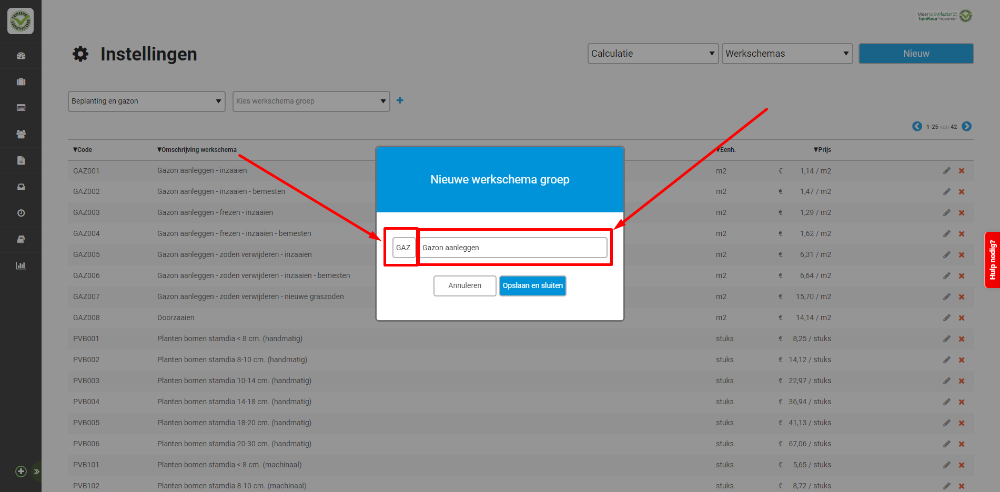 TUINKEUR
GECERTIFICEERD
Meer tuinplezier
TuinKeur hovenier
Instellingen
Calculatie
Werkschemas
Nieuw
Beplanting en gazon
Kies werkschema groep
1-25 van 42
▼Code ▼Omschrijving werkschema ▼Eenh. ▼Prijs
GAZ001 Gazon aanleggen - inzaaien m2 € 1,14 / m2
GAZ002 Gazon aanleggen - inzaaien - bemesten m2 € 1,47 / m2
GAZ003 Gazon aanleggen - frezen - inzaaien m2 € 1,29 / m2
GAZ004 Gazon aanleggen - frezen - inzaaien - bemesten m2 € 1,62 / m2
GAZ005 Gazon aanleggen - zoden verwijderen - inzaaien m2 € 6,31 / m2
GAZ006 Gazon aanleggen - zoden verwijderen - inzaaien - bemesten m2 € 6,64 / m2
GAZ007 Gazon aanleggen - zoden verwijderen - nieuwe graszoden m2 € 15,70 / m2
GAZ008 Doorzaaien m2 € 14,14 / m2
PVB001 Planten bomen stamdia < 8 cm. (handmatig) stuks € 8,25 / stuks
PVB002 Planten bomen stamdia 8-10 cm. (handmatig) stuks € 14,12 / stuks
PVB003 Planten bomen stamdia 10-14 cm. (handmatig) stuks € 22,97 / stuks
PVB004 Planten bomen stamdia 14-18 cm. (handmatig) stuks € 36,94 / stuks
PVB005 Planten bomen stamdia 18-20 cm. (handmatig) stuks € 41,13 / stuks
PVB006 Planten bomen stamdia 20-30 cm. (handmatig) stuks € 67,06 / stuks
PVB101 Planten bomen stamdia < 8 cm. (machinaal) stuks € 5,65 / stuks
PVB102 Planten bomen stamdia 8-10 cm. (machinaal) stuks € 8,72 / stuks
Nieuwe werkschema groep
GAZ Gazon aanleggen
Annuleren Opslaan en sluiten
Hulp nodig?